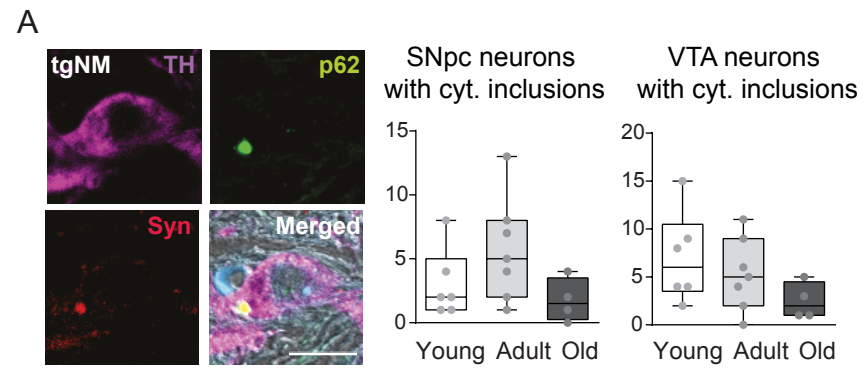 A
tgNM TH
p62
Syn
Merged
SNpc neurons
with cyt. inclusions
15
10
5
0
Young Adult Old
VTA neurons
with cyt. inclusions
20
15
10
5
0
Young Adult Old